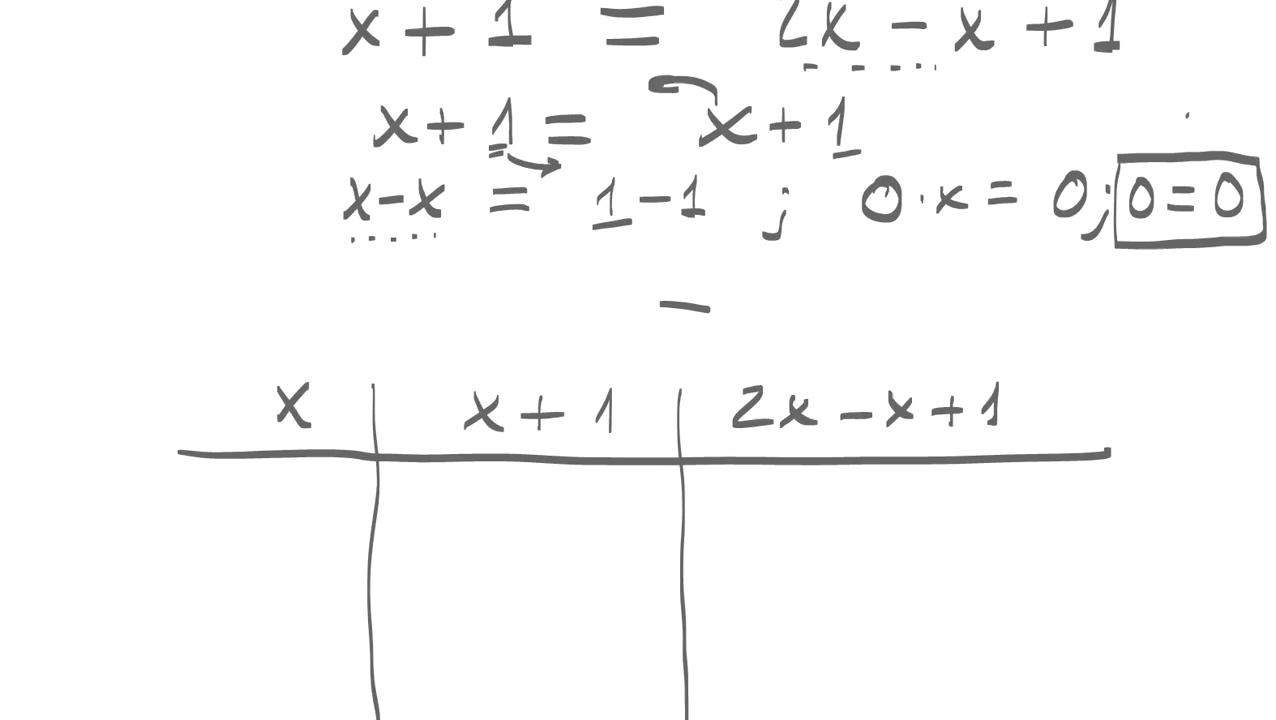 x + 1 = 2x - x + 1
x + 1 = x + 1
x - x = 1 - 1 ; 0 · x = 0; 0 = 0
x x + 1 2x - x + 1